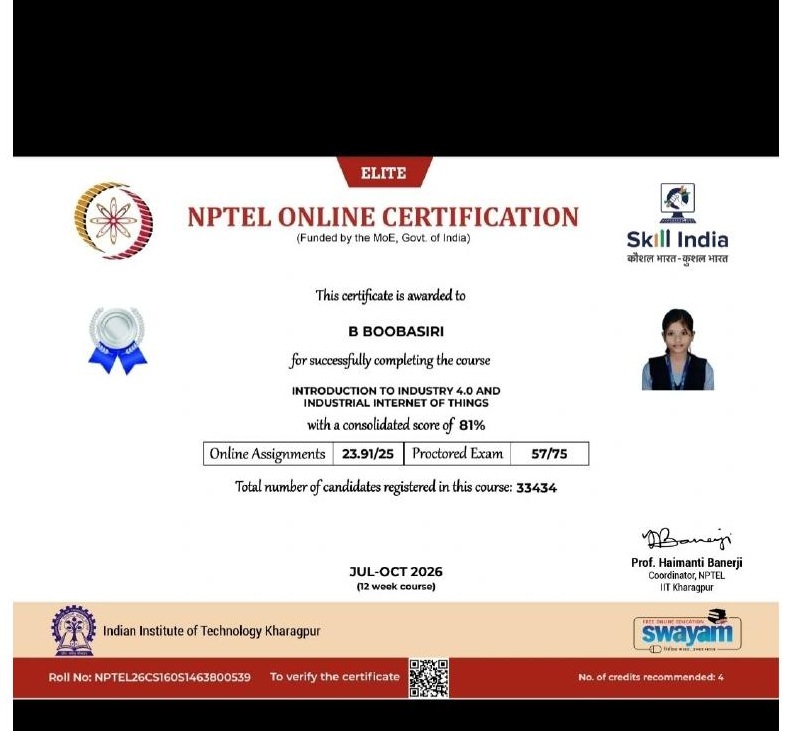 ELITE
NPTEL ONLINE CERTIFICATION
(Funded by the MoE, Govt. of India)
Skill India
कौशल भारत - कुशल भारत
This certificate is awarded to
B BOOBASIRI
for successfully completing the course
INTRODUCTION TO INDUSTRY 4.0 AND
INDUSTRIAL INTERNET OF THINGS
with a consolidated score of 81%
Online Assignments 23.91/25 Proctored Exam 57/75
Total number of candidates registered in this course: 33434
JUL-OCT 2026
(12 week course)
Prof. Haimanti Banerji
Coordinator, NPTEL
IIT Kharagpur
Indian Institute of Technology Kharagpur
FREE ONLINE EDUCATION
swayam
Roll No: NPTEL26CS160S1463800539
To verify the certificate
No. of credits recommended: 4